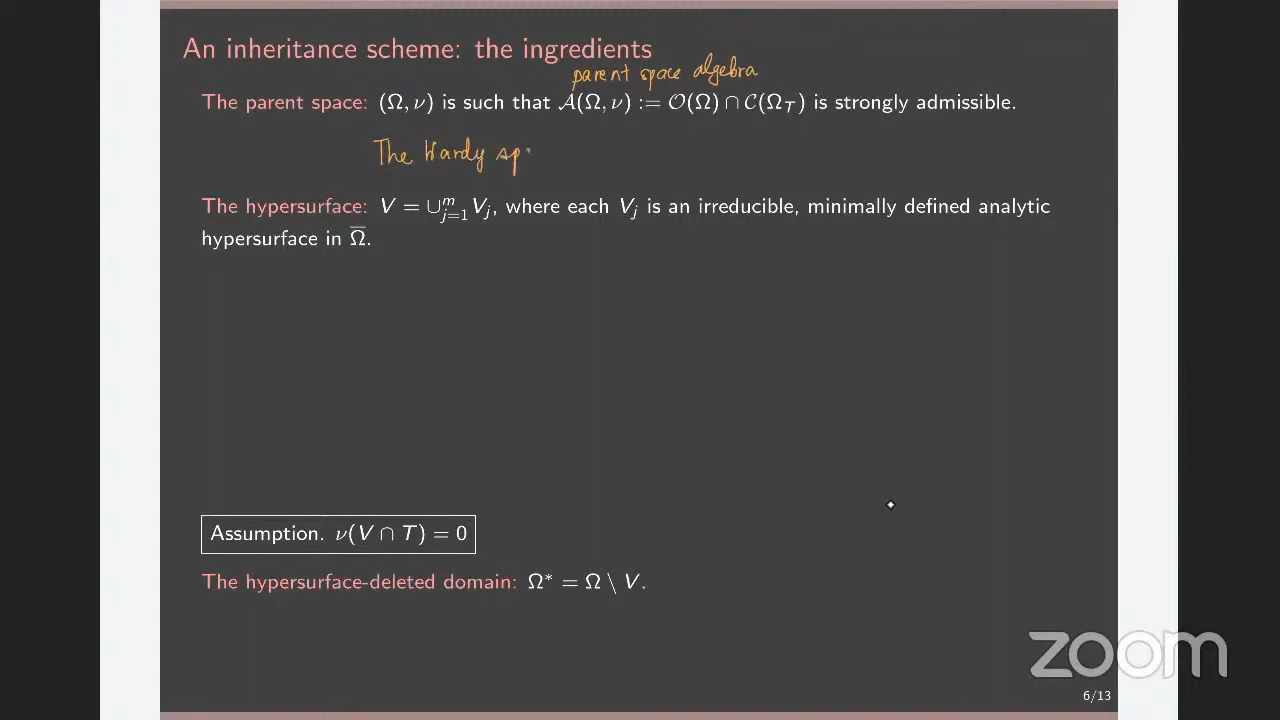 An inheritance scheme: the ingredients
parent space algebra
The parent space: (Ω, ν) is such that 𝒜(Ω, ν) := 𝒪(Ω) ∩ 𝒞(Ω_T) is strongly admissible.
The Hardy sp
The hypersurface: V = ∪_{j=1}^m V_j, where each V_j is an irreducible, minimally defined analytic
hypersurface in Ω̅.
Assumption. ν(V ∩ T) = 0
The hypersurface-deleted domain: Ω* = Ω \ V.
zoom
6/13